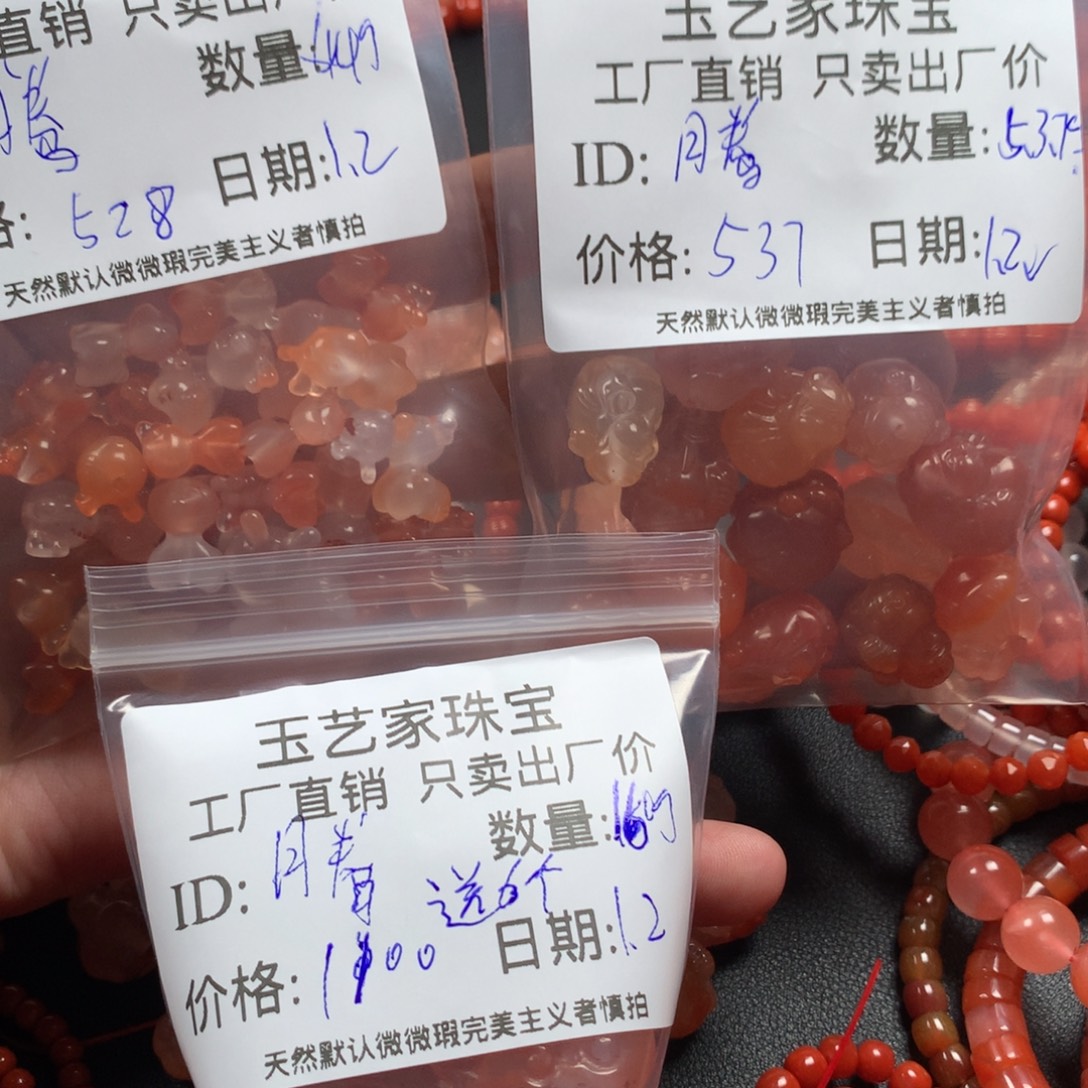 直销 只卖出厂
数量:
日期:1.2
格: 528
天然默认微微瑕完美主义者慎拍
玉艺家珠宝
工厂直销 只卖出厂价
ID: 月
数量:
价格: 537
日期:1.2
天然默认微微瑕完美主义者慎拍
玉艺家珠宝
工厂直销 只卖出厂价
数量:
ID: 月
送 个
价格:
日期:1.2
天然默认微微瑕完美主义者慎拍